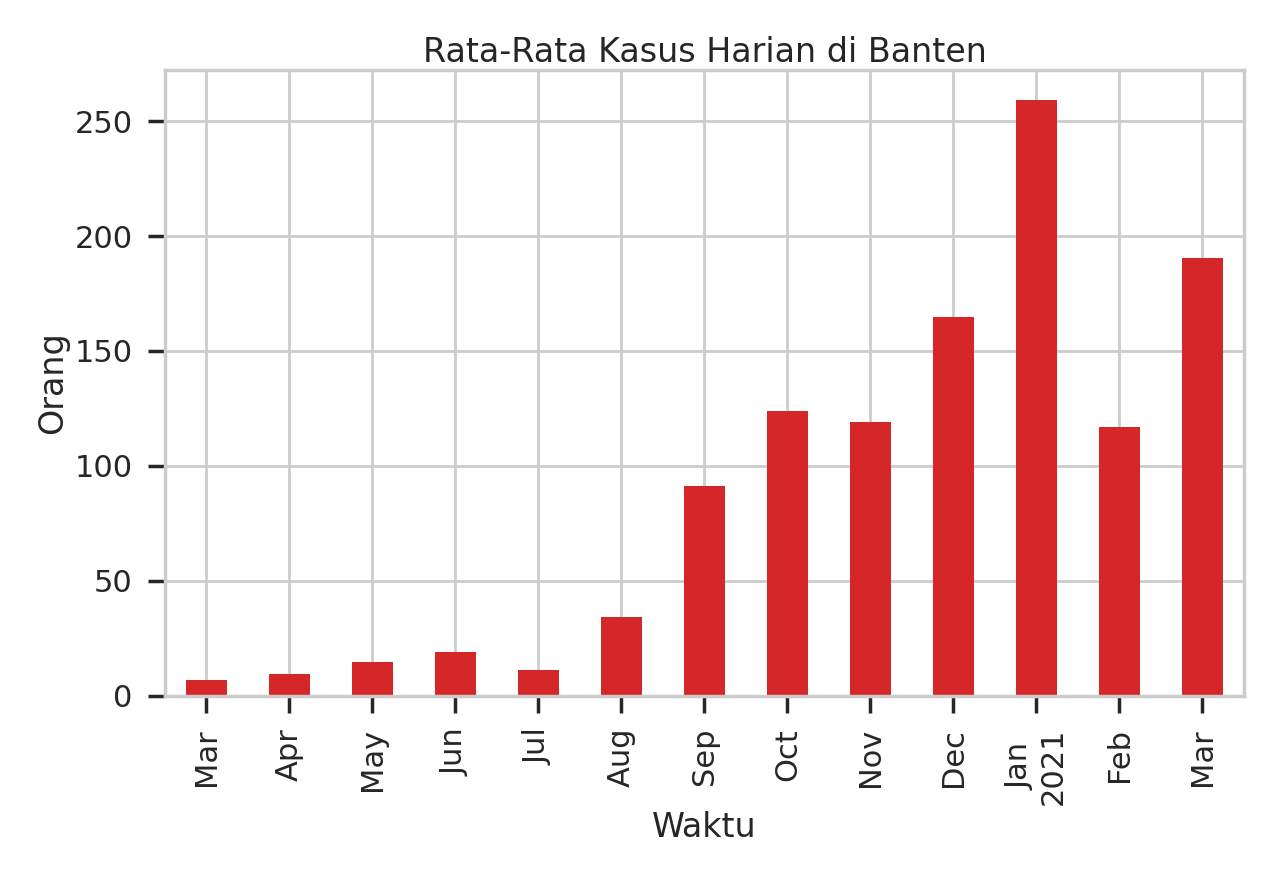 Rata-Rata Kasus Harian di Banten
Orang
250
200
150
100
50
0
Mar
Apr
May
Jun
Jul
Aug
Sep
Oct
Nov
Dec
Jan
2021
Feb
Mar
Waktu